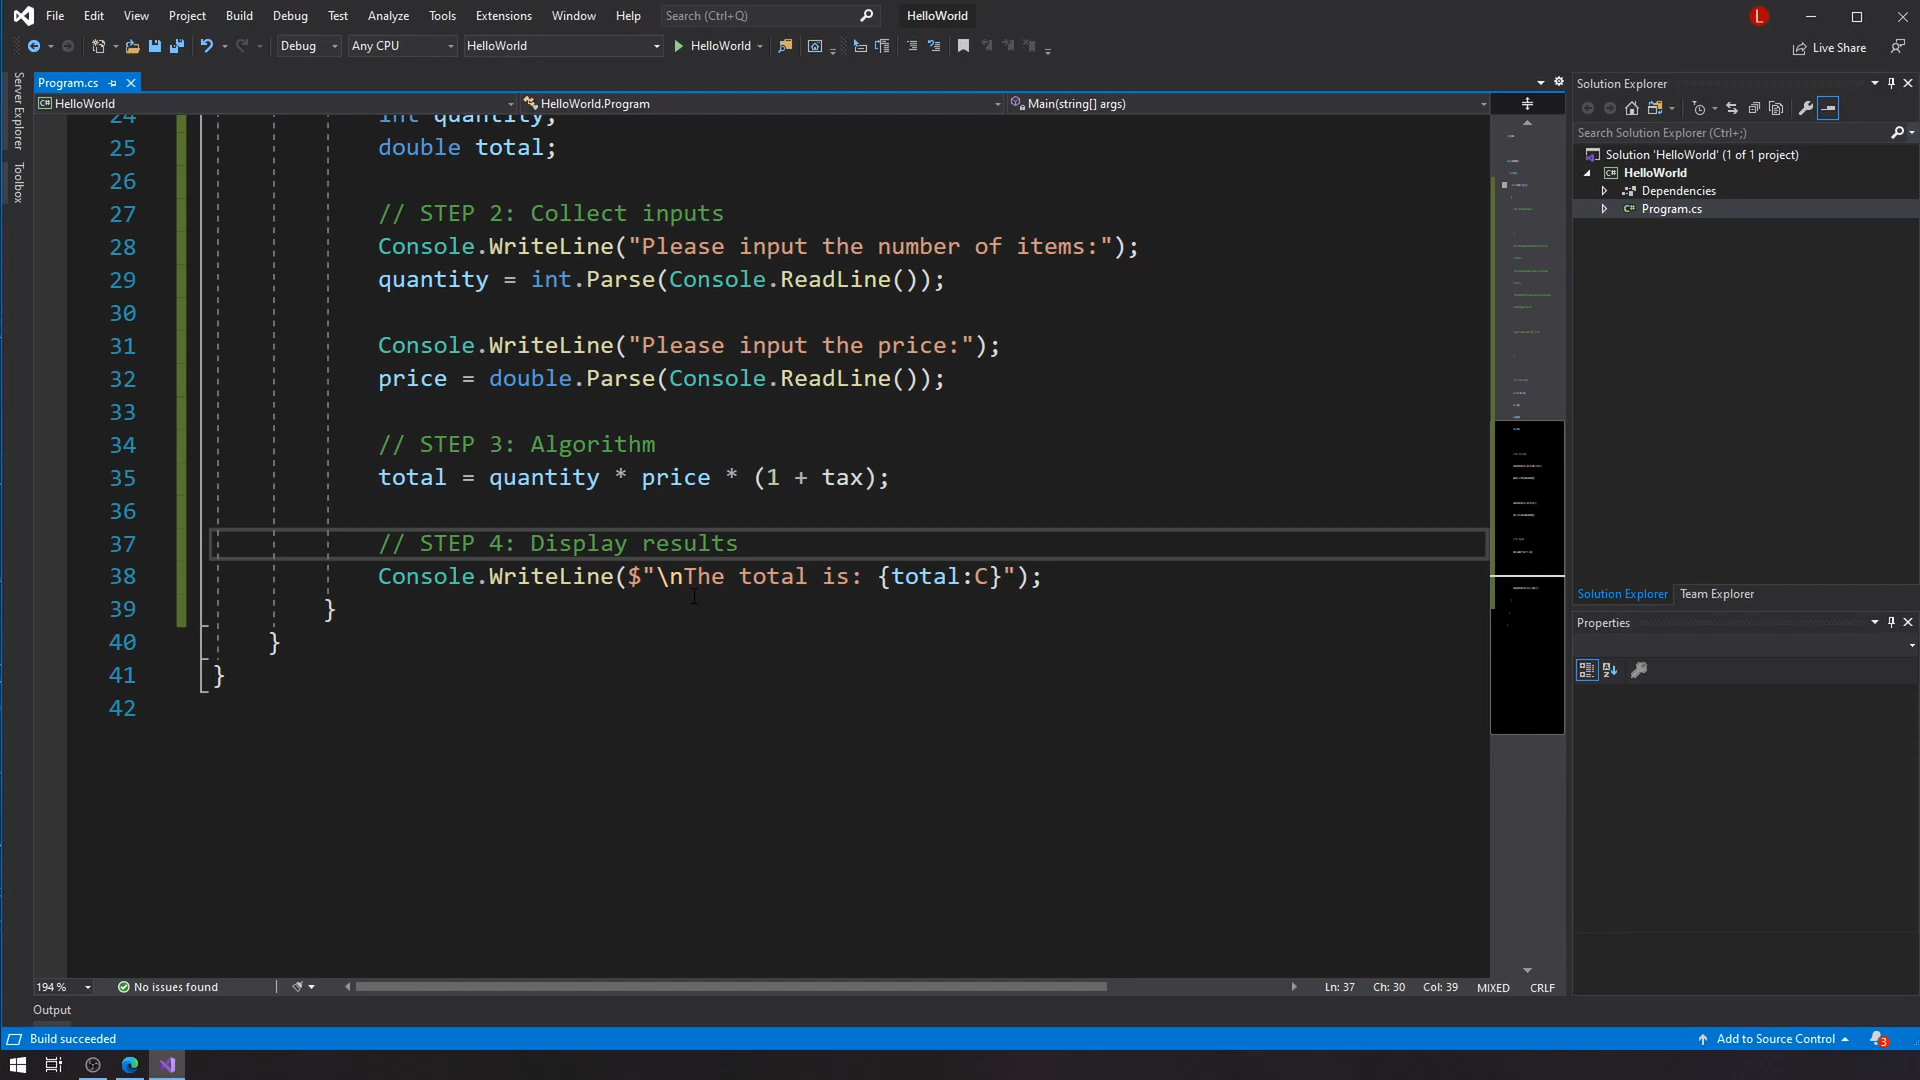 File Edit View Project Build Debug Test Analyze Tools Extensions Window Help Search (Ctrl+Q) HelloWorld L
Debug Any CPU HelloWorld HelloWorld Live Share
Server Explorer
Toolbox
Program.cs
HelloWorld HelloWorld.Program Main(string[] args)
24 int quantity;
25 double total;
26
27 // STEP 2: Collect inputs
28 Console.WriteLine("Please input the number of items:");
29 quantity = int.Parse(Console.ReadLine());
30
31 Console.WriteLine("Please input the price:");
32 price = double.Parse(Console.ReadLine());
33
34 // STEP 3: Algorithm
35 total = quantity * price * (1 + tax);
36
37 // STEP 4: Display results
38 Console.WriteLine($"\nThe total is: {total:C}");
39 }
40 }
41 }
42
194 % No issues found Ln: 37 Ch: 30 Col: 39 MIXED CRLF
Output
Build succeeded Add to Source Control 3
Solution Explorer
Search Solution Explorer (Ctrl+;)
Solution 'HelloWorld' (1 of 1 project)
HelloWorld
Dependencies
Program.cs
Solution Explorer Team Explorer
Properties